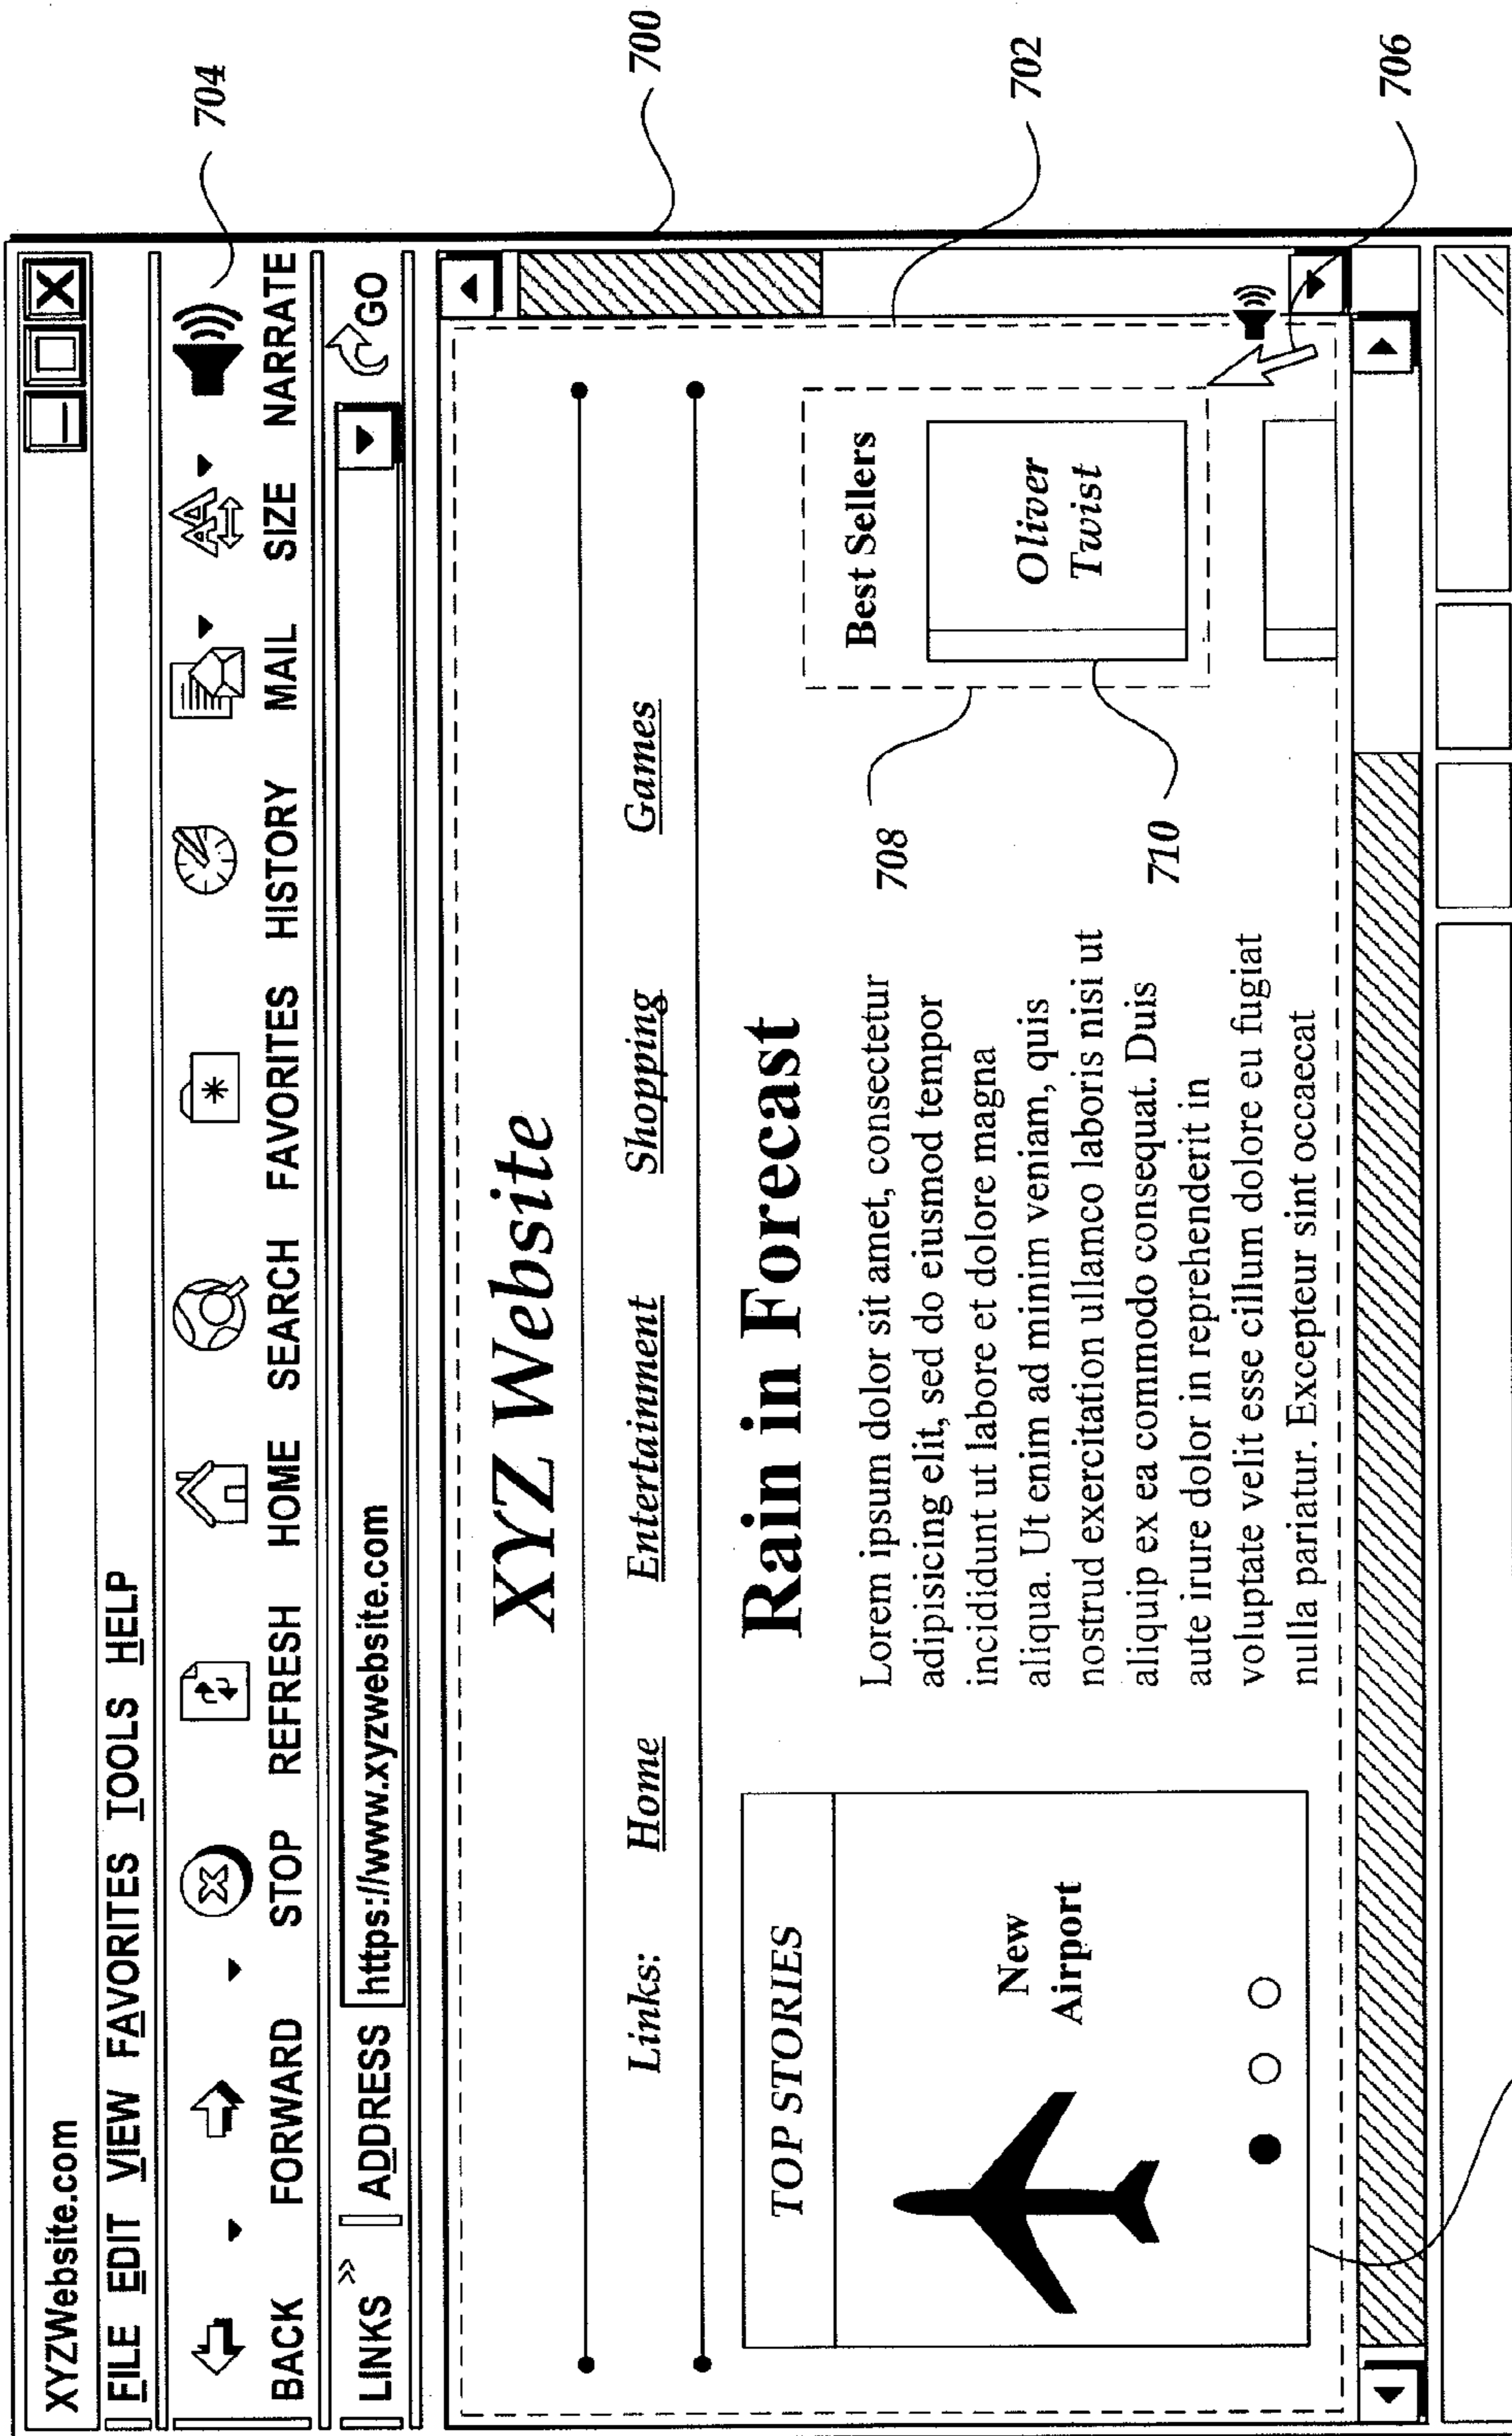 XYZWebsite.com
FILE EDIT VIEW FAVORITES TOOLS HELP
BACK FORWARD STOP REFRESH HOME SEARCH FAVORITES HISTORY MAIL SIZE NARRATE
704
LINKS » ADDRESS https://www.xyzwebsite.com GO
XYZ Website
700
Links: Home Entertainment Shopping Games
TOP STORIES
New
Airport
Rain in Forecast
Lorem ipsum dolor sit amet, consectetur
adipisicing elit, sed do eiusmod tempor
incididunt ut labore et dolore magna
aliqua. Ut enim ad minim veniam, quis
nostrud exercitation ullamco laboris nisi ut
aliquip ex ea commodo consequat. Duis
aute irure dolor in reprehenderit in
voluptate velit esse cillum dolore eu fugiat
nulla pariatur. Excepteur sint occaecat
708
710
Best Sellers
Oliver
Twist
702
706